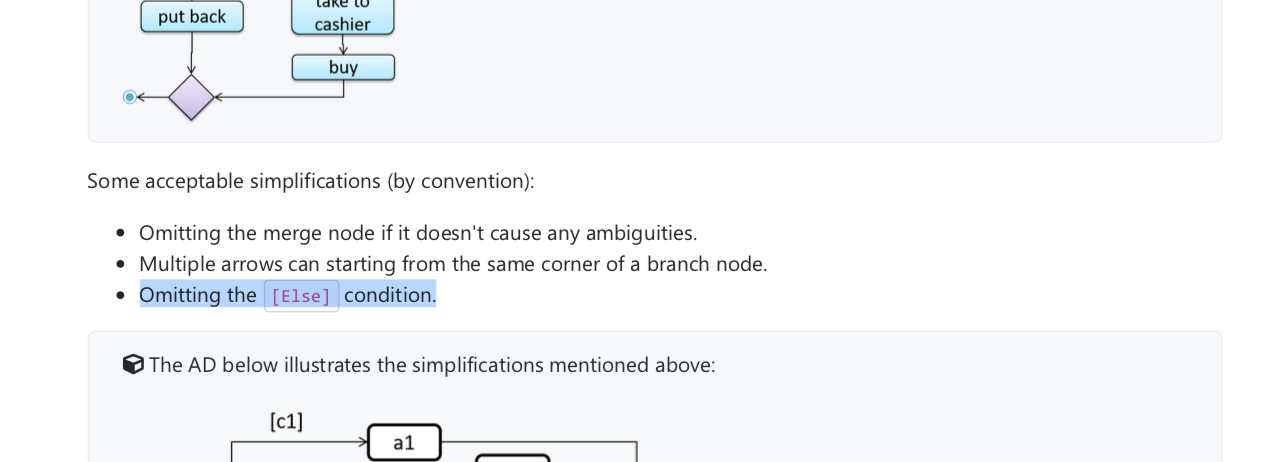 put back
take to
cashier
buy
Some acceptable simplifications (by convention):
Omitting the merge node if it doesn't cause any ambiguities.
Multiple arrows can starting from the same corner of a branch node.
Omitting the [Else] condition.
The AD below illustrates the simplifications mentioned above:
[c1]
a1